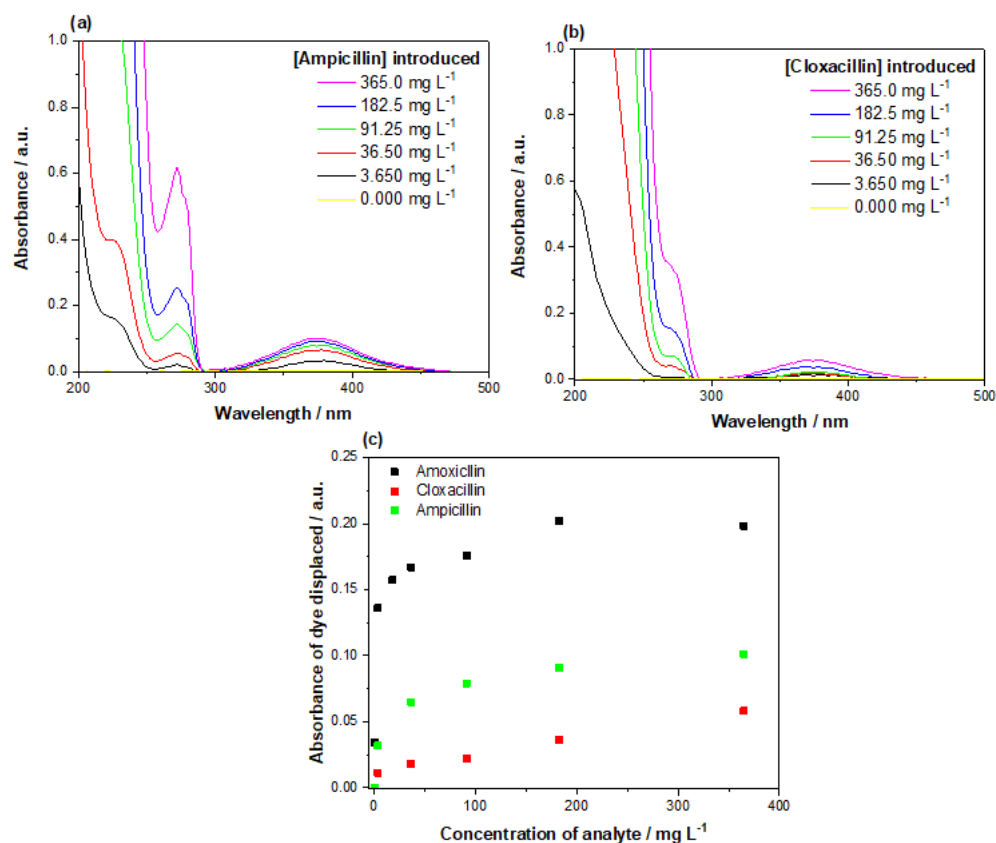 (a)
[Ampicillin] introduced
365.0 mg L⁻¹
182.5 mg L⁻¹
91.25 mg L⁻¹
36.50 mg L⁻¹
3.650 mg L⁻¹
0.000 mg L⁻¹
1.0
0.8
0.6
0.4
0.2
0.0
Absorbance / a.u.
200 300 400 500
Wavelength / nm
(b)
[Cloxacillin] introduced
365.0 mg L⁻¹
182.5 mg L⁻¹
91.25 mg L⁻¹
36.50 mg L⁻¹
3.650 mg L⁻¹
0.000 mg L⁻¹
1.0
0.8
0.6
0.4
0.2
0.0
Absorbance / a.u.
200 300 400 500
Wavelength / nm
(c)
Amoxicllin
Cloxacillin
Ampicillin
0.25
0.20
0.15
0.10
0.05
0.00
Absorbance of dye displaced / a.u.
0 100 200 300 400
Concentration of analyte / mg L⁻¹